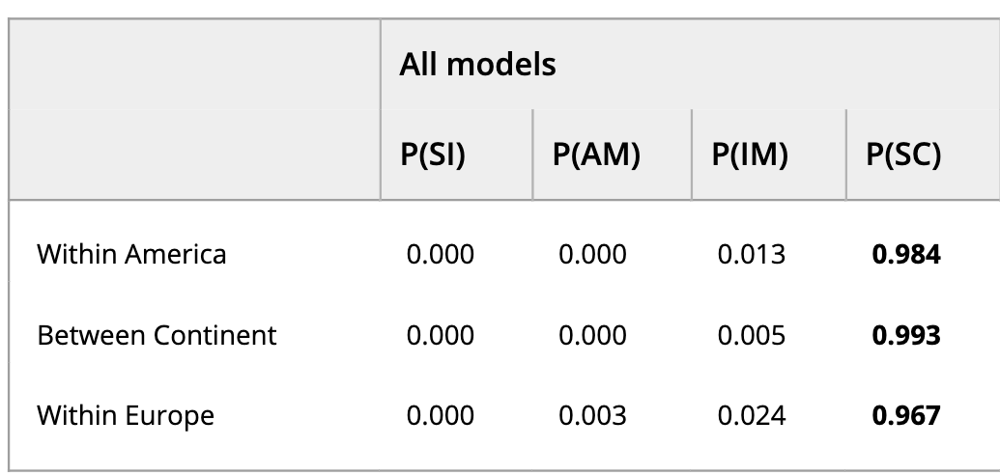 All models
P(SI) P(AM) P(IM) P(SC)
Within America 0.000 0.000 0.013 0.984
Between Continent 0.000 0.000 0.005 0.993
Within Europe 0.000 0.003 0.024 0.967